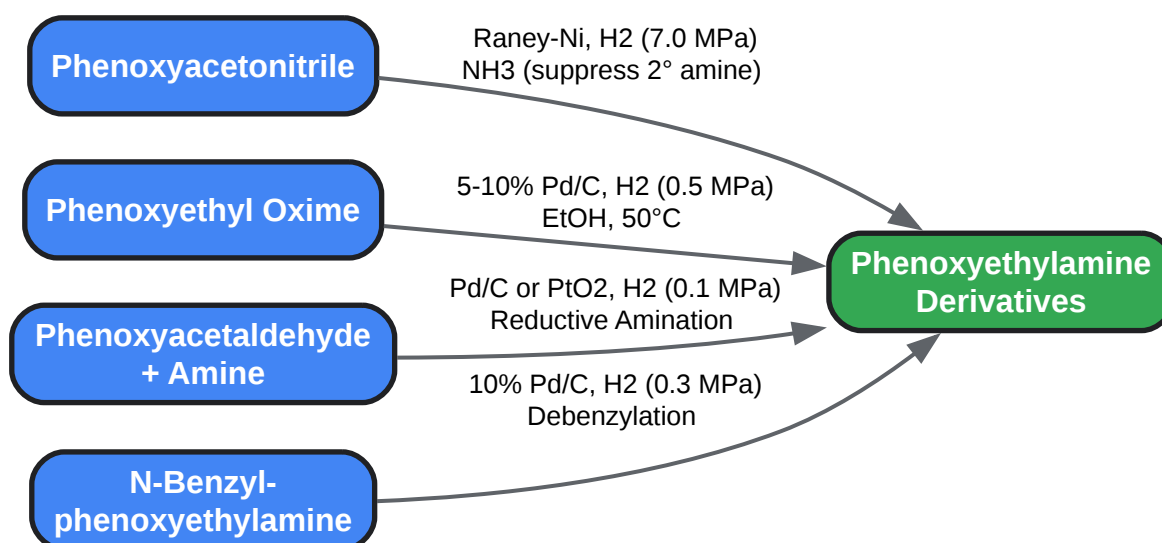 Phenoxyacetonitrile
Raney-Ni, H2 (7.0 MPa)
NH3 (suppress 2° amine)
Phenoxyethyl Oxime
5-10% Pd/C, H2 (0.5 MPa)
EtOH, 50°C
Phenoxyacetaldehyde
+ Amine
Pd/C or PtO2, H2 (0.1 MPa)
Reductive Amination
N-Benzyl-
phenoxyethylamine
10% Pd/C, H2 (0.3 MPa)
Debenzylation
Phenoxyethylamine
Derivatives